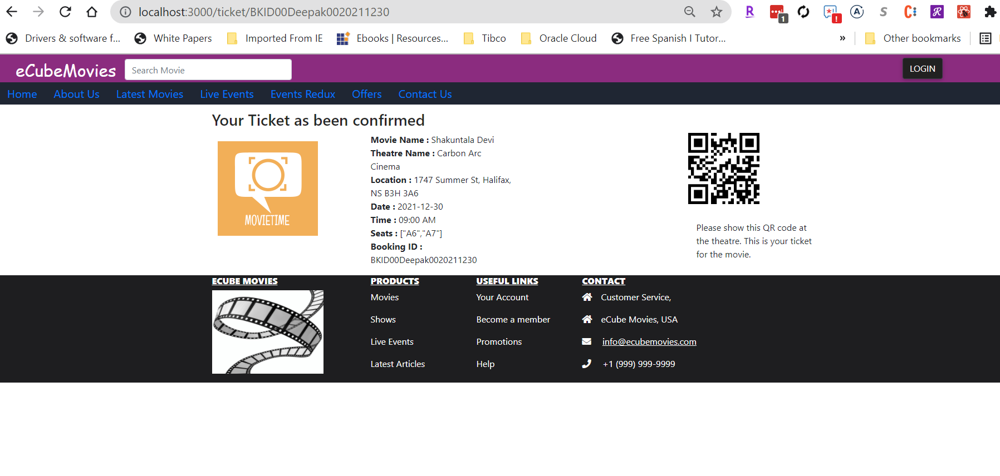 localhost:3000/ticket/BKID00Deepak0020211230
1
!
Drivers & software f...
White Papers
Imported From IE
Ebooks | Resources...
Tibco
Oracle Cloud
Free Spanish I Tutor...
»
Other bookmarks
eCubeMovies
Search Movie
LOGIN
Home
About Us
Latest Movies
Live Events
Events Redux
Offers
Contact Us
Your Ticket as been confirmed
MOVIETIME
Movie Name : Shakuntala Devi
Theatre Name : Carbon Arc
Cinema
Location : 1747 Summer St, Halifax,
NS B3H 3A6
Date : 2021-12-30
Time : 09:00 AM
Seats : ["A6","A7"]
Booking ID :
BKID00Deepak0020211230
Please show this QR code at
the theatre. This is your ticket
for the movie.
ECUBE MOVIES
PRODUCTS
Movies
Shows
Live Events
Latest Articles
USEFUL LINKS
Your Account
Become a member
Promotions
Help
CONTACT
Customer Service,
eCube Movies, USA
info@ecubemovies.com
+1 (999) 999-9999